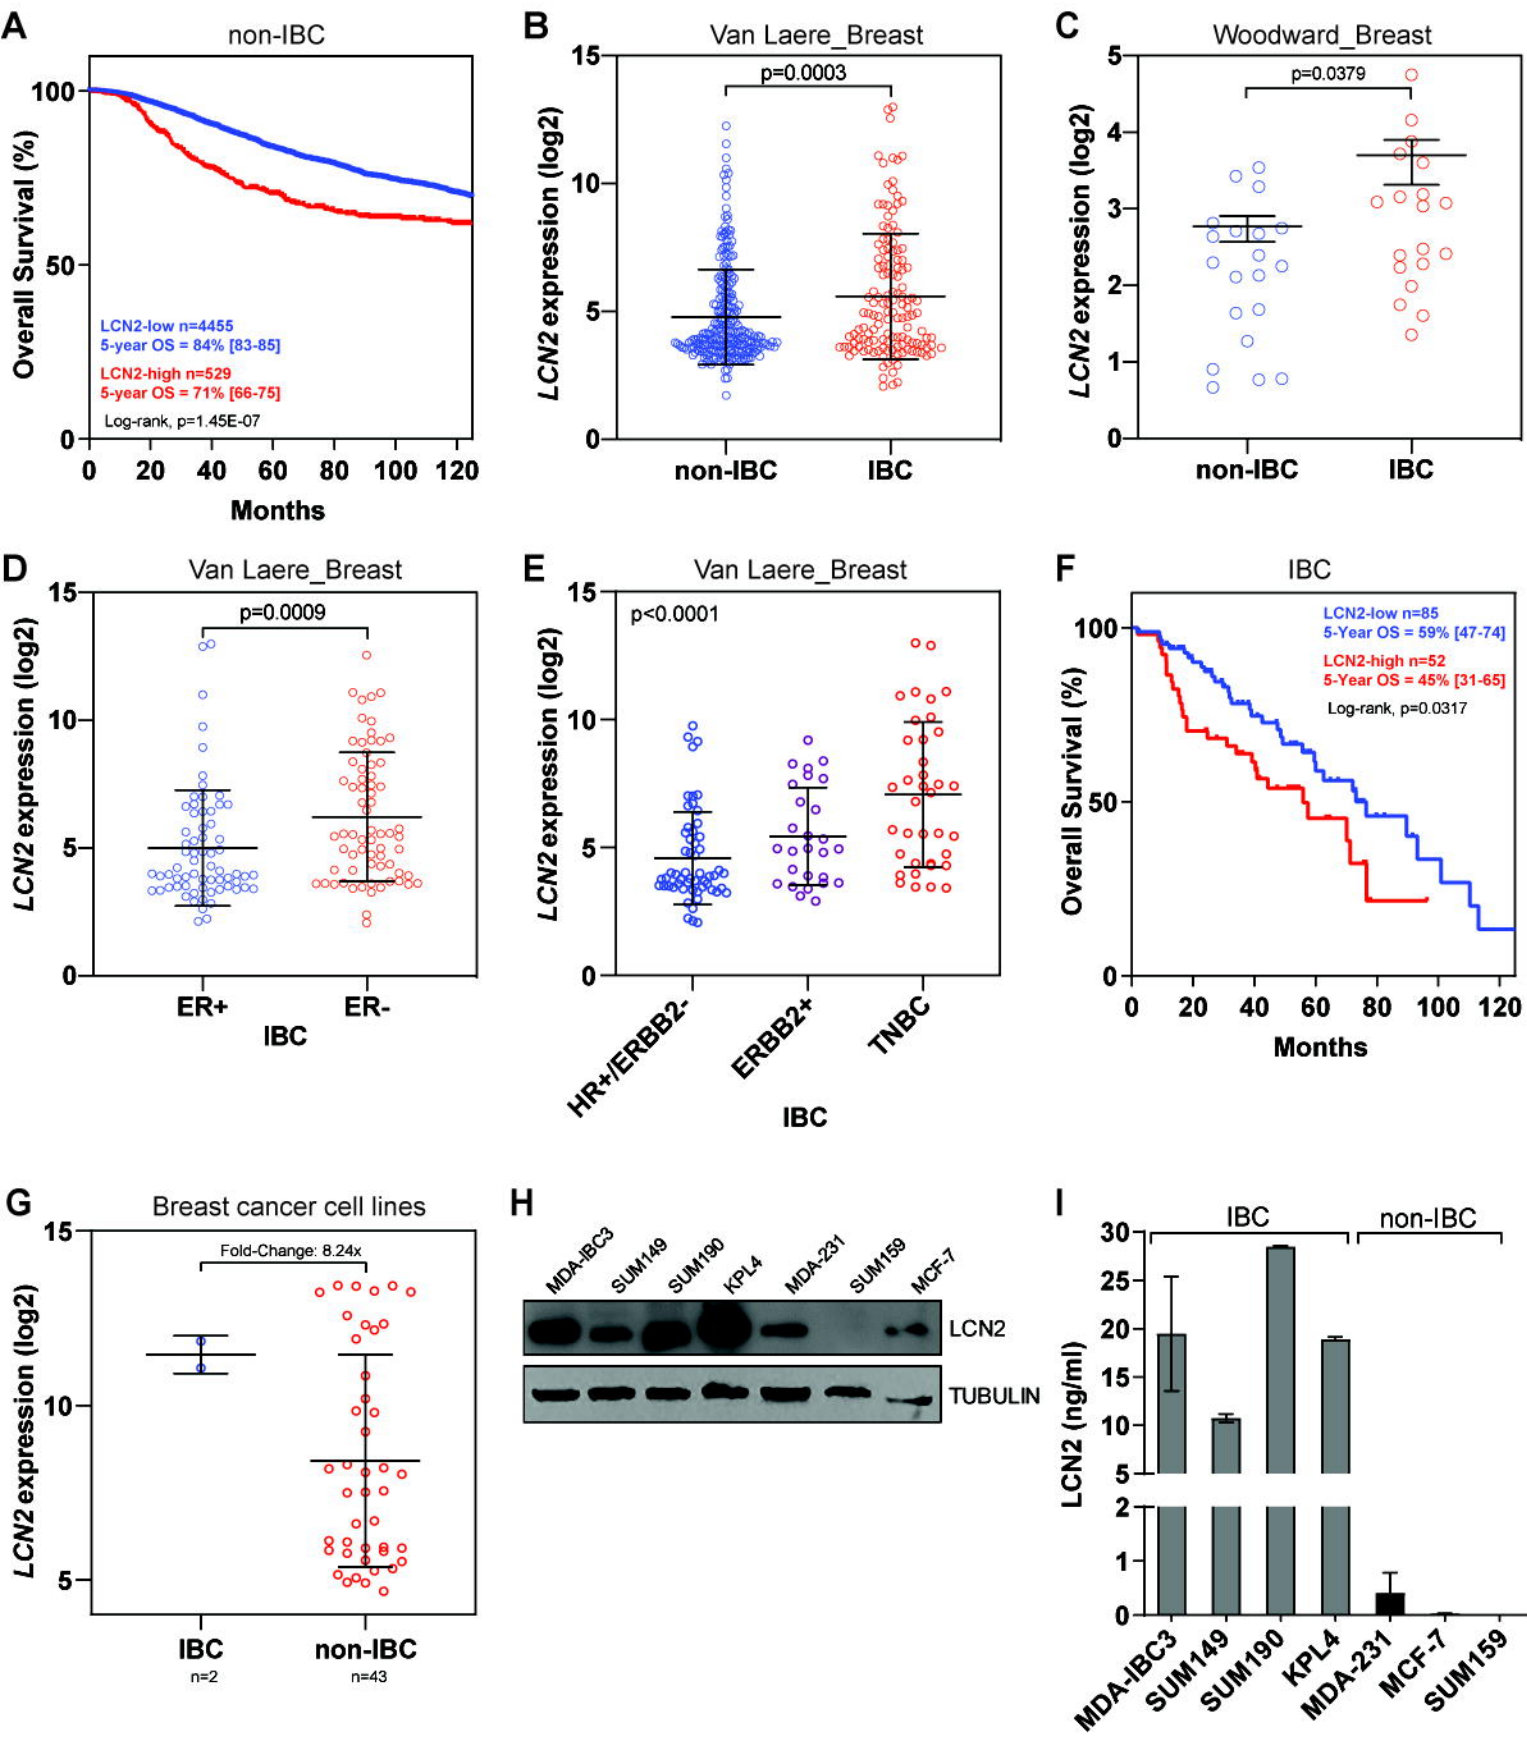 A
non-IBC
Overall Survival (%)
100
50
0
LCN2-low n=4455
5-year OS = 84% [83-85]
LCN2-high n=529
5-year OS = 71% [66-75]
Log-rank, p=1.45E-07
0 20 40 60 80 100 120
Months
B
Van Laere_Breast
LCN2 expression (log2)
15
10
5
0
p=0.0003
non-IBC IBC
C
Woodward_Breast
LCN2 expression (log2)
5
4
3
2
1
0
p=0.0379
non-IBC IBC
D
Van Laere_Breast
LCN2 expression (log2)
15
10
5
0
p=0.0009
ER+ ER-
IBC
E
Van Laere_Breast
LCN2 expression (log2)
15
10
5
0
p<0.0001
HR+/ERBB2- ERBB2+ TNBC
IBC
F
IBC
Overall Survival (%)
100
50
0
LCN2-low n=85
5-Year OS = 59% [47-74]
LCN2-high n=52
5-Year OS = 45% [31-65]
Log-rank, p=0.0317
0 20 40 60 80 100 120
Months
G
Breast cancer cell lines
LCN2 expression (log2)
15
10
5
Fold-Change: 8.24x
IBC non-IBC
n=2 n=43
H
MDA-IBC3 SUM149 SUM190 KPL4 MDA-231 SUM159 MCF-7
LCN2
TUBULIN
I
IBC non-IBC
LCN2 (ng/ml)
30
25
20
15
10
5
2
1
0
MDA-IBC3 SUM149 SUM190 KPL4 MDA-231 MCF-7 SUM159